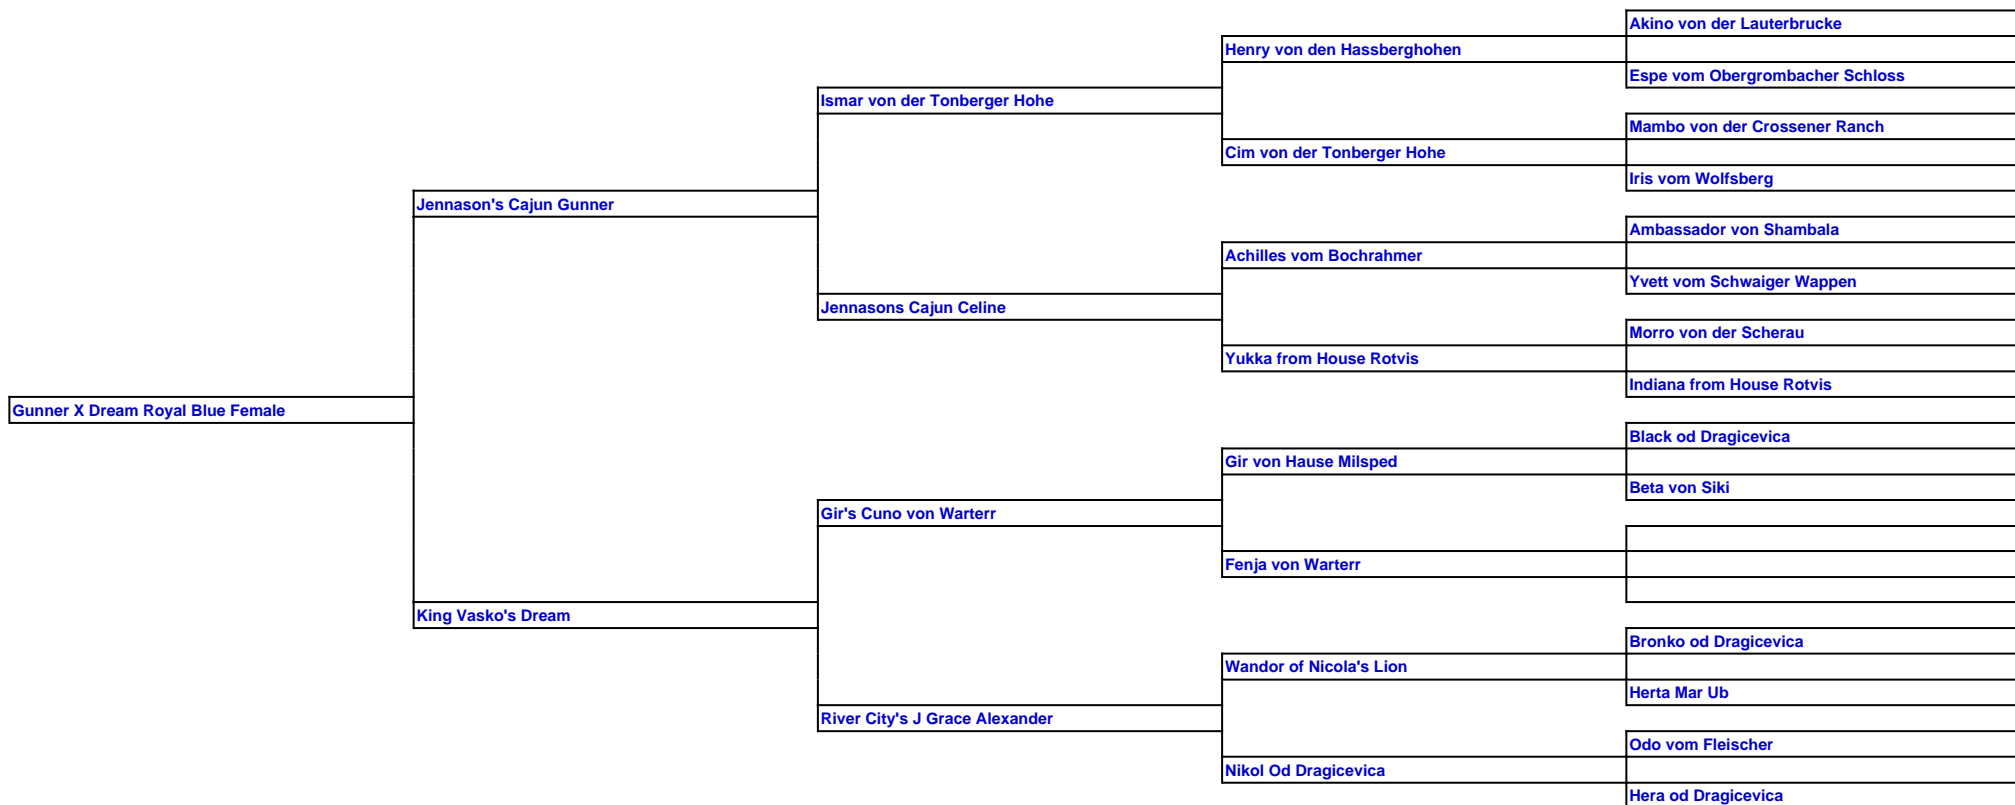 Akino von der Lauterbrucke
Henry von den Hassberghohen
Espe vom Obergrombacher Schloss
Ismar von der Tonberger Hohe
Mambo von der Crossener Ranch
Cim von der Tonberger Hohe
Iris vom Wolfsberg
Jennason's Cajun Gunner
Ambassador von Shambala
Achilles vom Bochrahmer
Yvett vom Schwaiger Wappen
Jennasons Cajun Celine
Morro von der Scherau
Yukka from House Rotvis
Indiana from House Rotvis
Gunner X Dream Royal Blue Female
Black od Dragicevica
Gir von Hause Milsped
Beta von Siki
Gir's Cuno von Warterr
Fenja von Warterr
King Vasko's Dream
Bronko od Dragicevica
Wandor of Nicola's Lion
Herta Mar Ub
River City's J Grace Alexander
Odo vom Fleischer
Nikol Od Dragicevica
Hera od Dragicevica